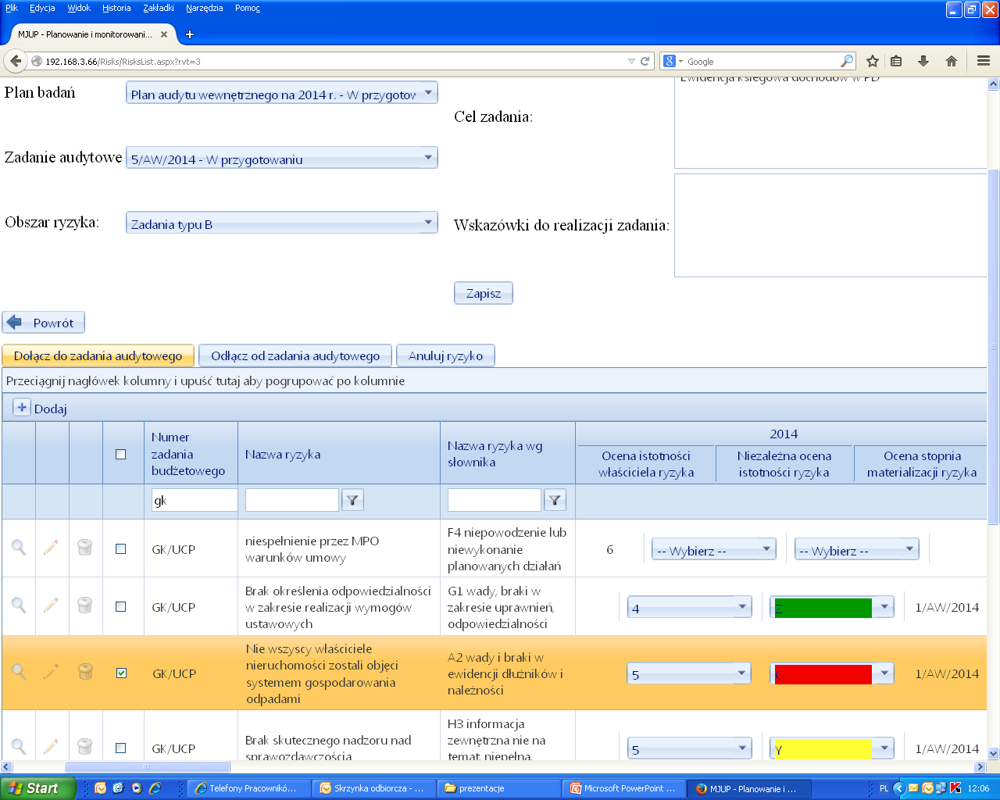 Plik Edycja Widok Historia Zakładki Narzędzia Pomoc
MJUP - Planowanie i monitorowani...
192.168.3.66/Risks/RisksList.aspx?rvt=3
Google
Ewidencja księgowa dochodów w PD
Plan badań
Plan audytu wewnętrznego na 2014 r. - W przygotov
Cel zadania:
Zadanie audytowe
5/AW/2014 - W przygotowaniu
Obszar ryzyka:
Zadania typu B
Wskazówki do realizacji zadania:
Zapisz
Powrót
Dołącz do zadania audytowego
Odłącz od zadania audytowego
Anuluj ryzyko
Przeciągnij nagłówek kolumny i upuść tutaj aby pogrupować po kolumnie
Dodaj
Numer
zadania
budżetowego
Nazwa ryzyka
Nazwa ryzyka wg
słownika
2014
Ocena istotności
właściciela ryzyka
Niezależna ocena
istotności ryzyka
Ocena stopnia
materializacji ryzyka
gk
GK/UCP
niespełnienie przez MPO
warunków umowy
F4 niepowodzenie lub
niewykonanie
planowanych działań
6
-- Wybierz --
-- Wybierz --
GK/UCP
Brak określenia odpowiedzialności
w zakresie realizacji wymogów
ustawowych
G1 wady, braki w
zakresie uprawnień,
odpowiedzialności
4
Z
1/AW/2014
GK/UCP
Nie wszyscy właściciele
nieruchomości zostali objęci
systemem gospodarowania
odpadami
A2 wady i braki w
ewidencji dłużników i
należności
5
C
1/AW/2014
GK/UCP
Brak skutecznego nadzoru nad
sprawozdawczością
H3 informacja
zewnętrzna nie na
temat, niepełna,
5
Y
1/AW/2014
Start
Telefony Pracownikó...
Skrzynka odbiorcza - ...
prezentacje
Microsoft PowerPoint ...
MJUP - Planowanie i ...
PL
12:06